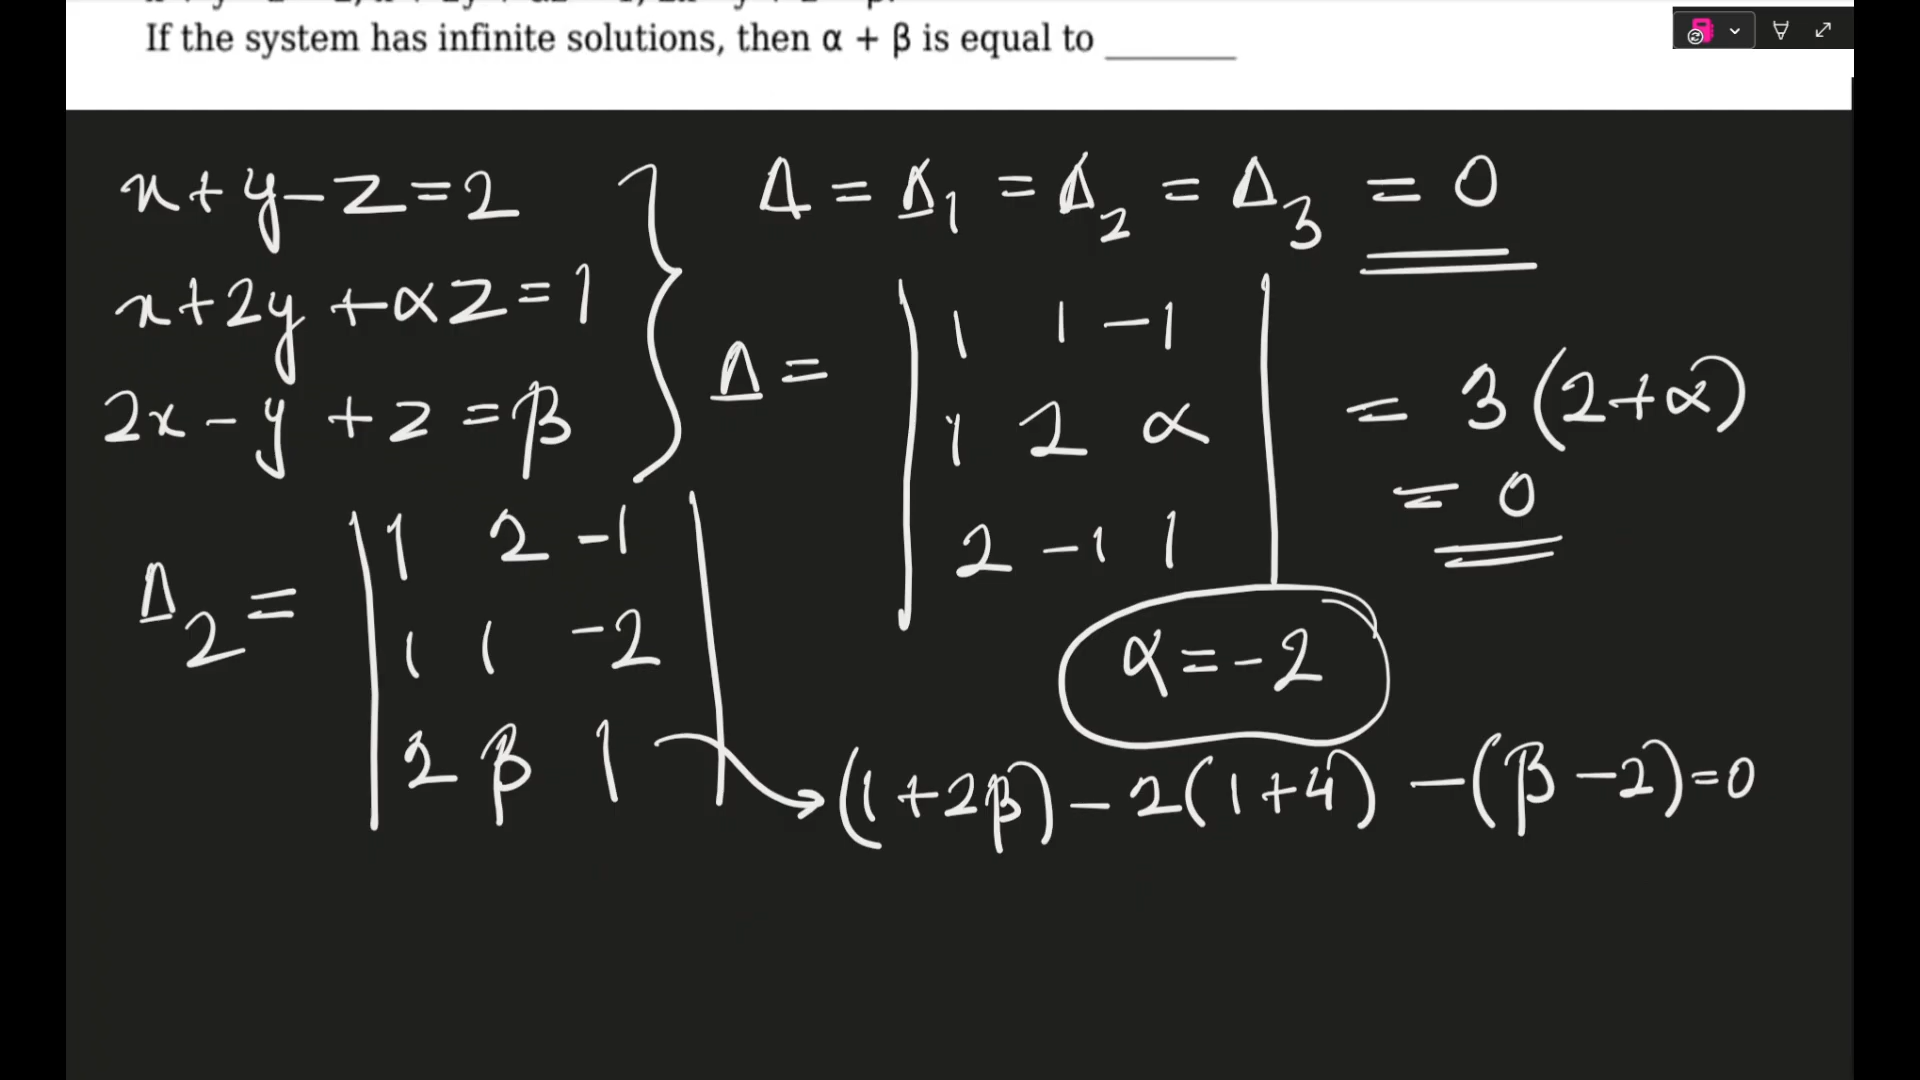 If the system has infinite solutions, then α + β is equal to ________
x+y-z=2
x+2y+αz=1
2x-y+z=β
Δ = Δ₁ = Δ₂ = Δ₃ = 0
Δ =
1 1 -1
1 2 α
2 -1 1
= 3(2+α)
= 0
α=-2
Δ₂ =
1 2 -1
1 1 -2
2 β 1
(1+2β)-2(1+4)-(β-2)=0